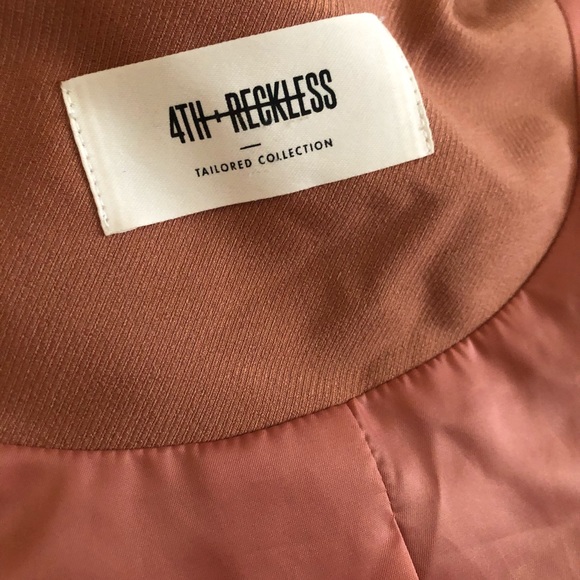 4TH + RECKLESS
TAILORED COLLECTION